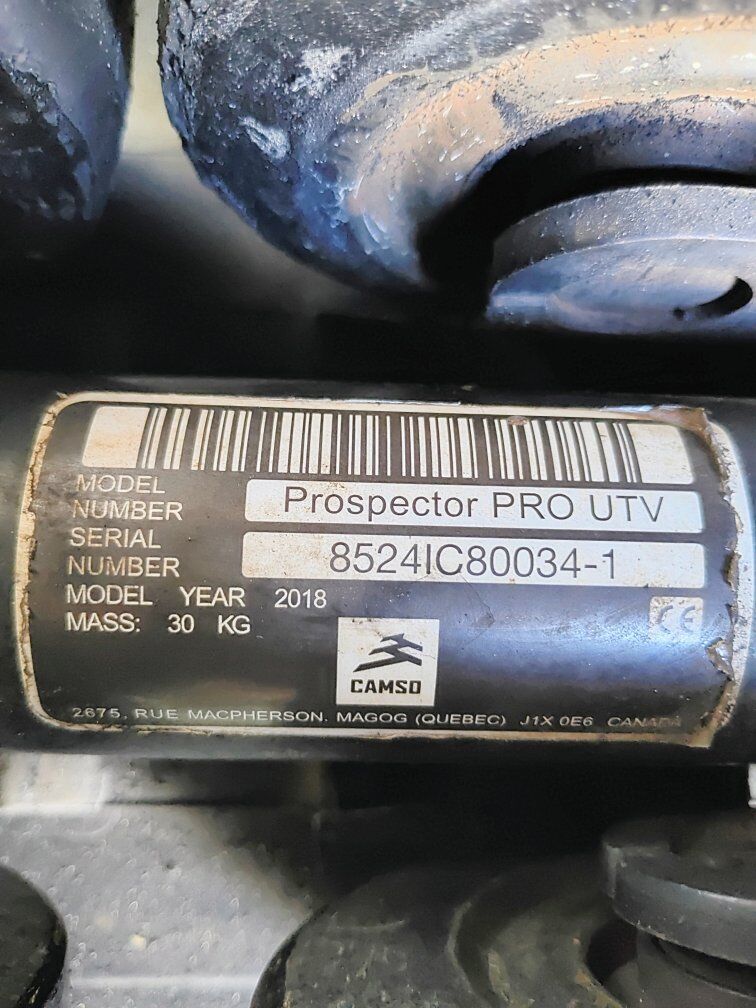 MODEL NUMBER Prospector PRO UTV
SERIAL NUMBER 8524IC80034-1
MODEL YEAR 2018
MASS: 30 KG
CE
CAMSO
2675, RUE MACPHERSON, MAGOG (QUEBEC) J1X 0E6 CANADA